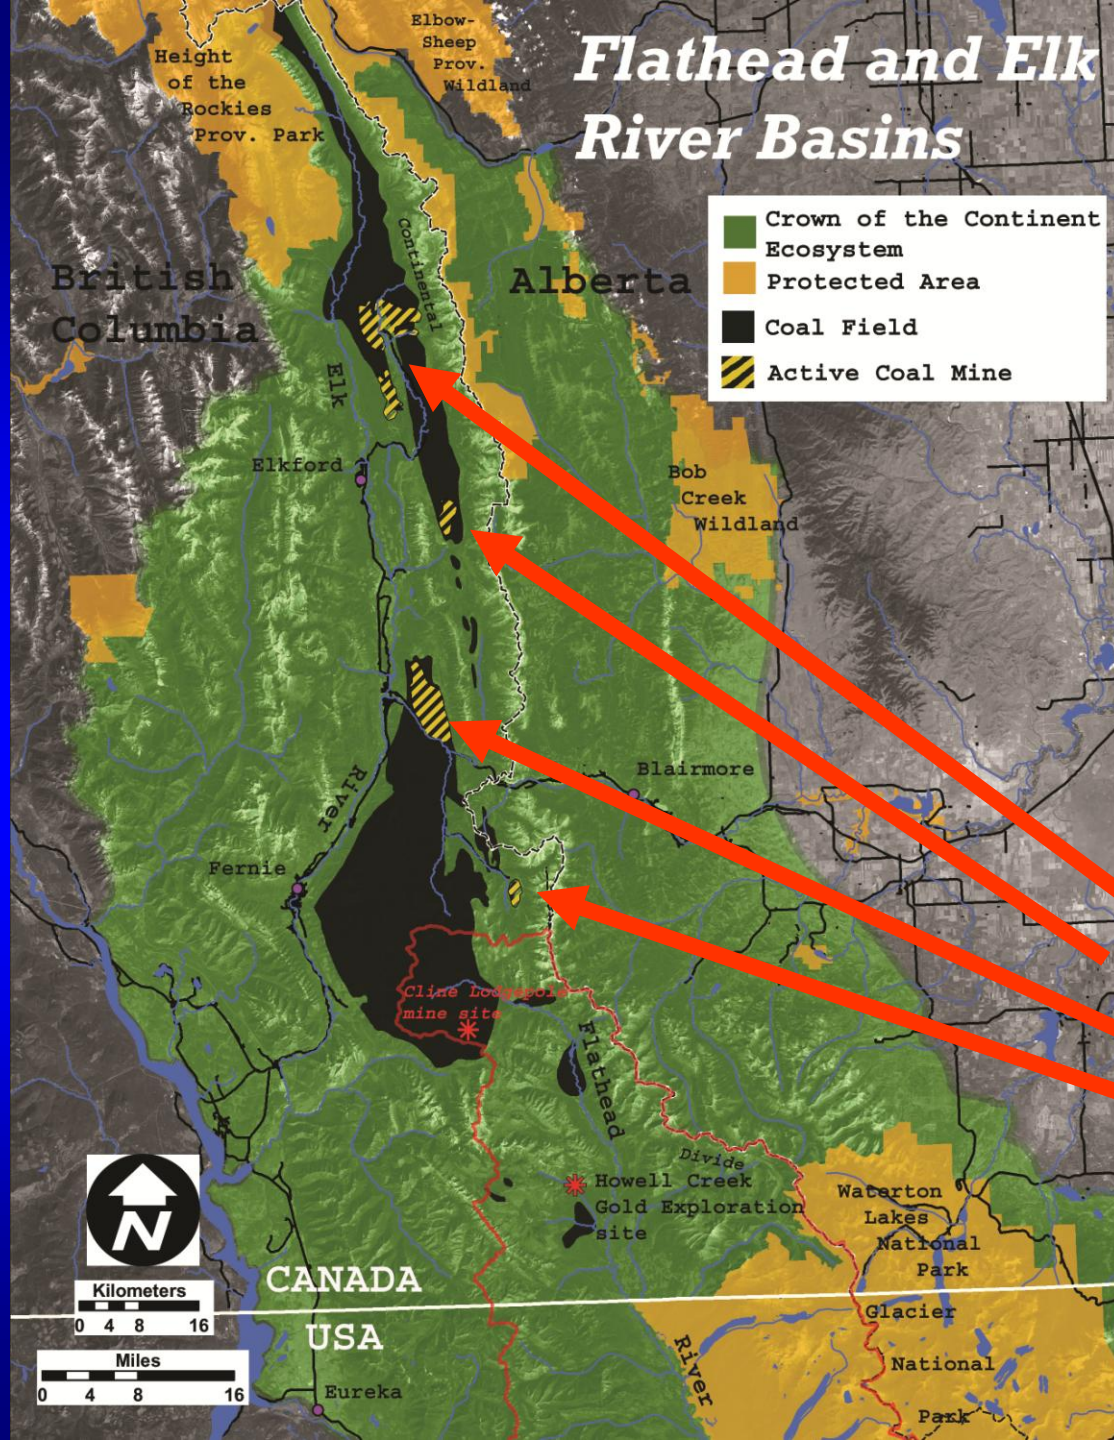 Flathead and Elk
River Basins
Crown of the Continent
Ecosystem
Protected Area
Coal Field
Active Coal Mine
Elbow-
Sheep
Prov.
Wildland
Height
of the
Rockies
Prov. Park
British
Columbia
Alberta
Continental
Elk
Elkford
Bob
Creek
Wildland
Blairmore
River
Fernie
Cline Lodgepole
mine site
Flathead
Divide
Howell Creek
Gold Exploration
site
Waterton
Lakes
National
Park
N
CANADA
USA
Glacier
National
Park
River
Eureka
Kilometers
0 4 8 16
Miles
0 4 8 16